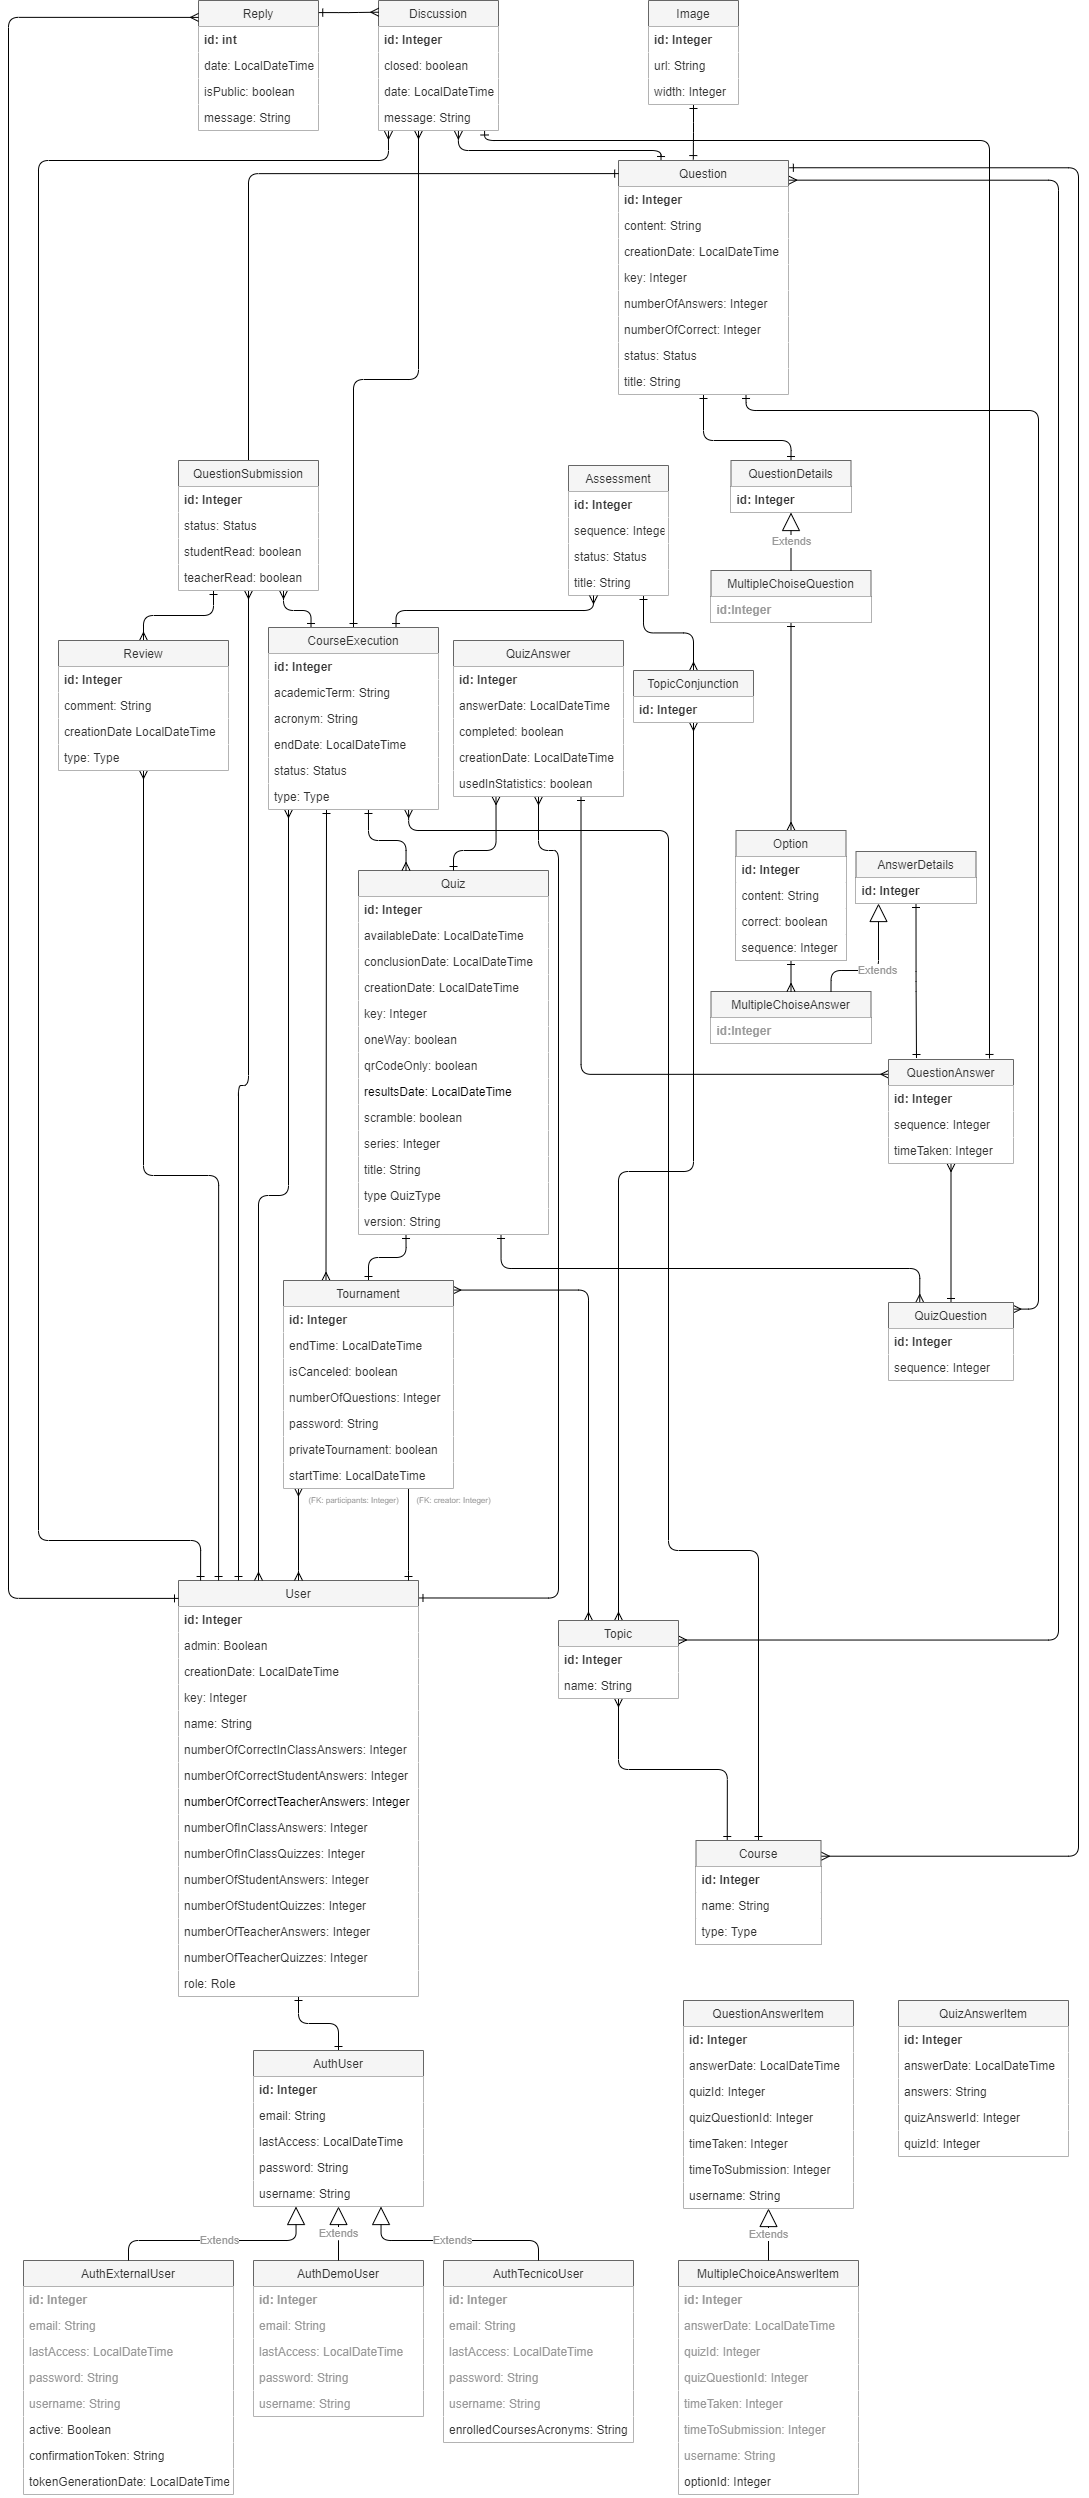 Reply
id: int
date: LocalDateTime
isPublic: boolean
message: String
Discussion
id: Integer
closed: boolean
date: LocalDateTime
message: String
Image
id: Integer
url: String
width: Integer
Question
id: Integer
content: String
creationDate: LocalDateTime
key: Integer
numberOfAnswers: Integer
numberOfCorrect: Integer
status: Status
title: String
QuestionSubmission
id: Integer
status: Status
studentRead: boolean
teacherRead: boolean
Assessment
id: Integer
sequence: Intege
status: Status
title: String
QuestionDetails
id: Integer
Extends
MultipleChoiseQuestion
id:Integer
Review
id: Integer
comment: String
creationDate LocalDateTime
type: Type
CourseExecution
id: Integer
academicTerm: String
acronym: String
endDate: LocalDateTime
status: Status
type: Type
QuizAnswer
id: Integer
answerDate: LocalDateTime
completed: boolean
creationDate: LocalDateTime
usedInStatistics: boolean
TopicConjunction
id: Integer
Option
id: Integer
content: String
correct: boolean
sequence: Integer
AnswerDetails
id: Integer
Extends
MultipleChoiseAnswer
id:Integer
Quiz
id: Integer
availableDate: LocalDateTime
conclusionDate: LocalDateTime
creationDate: LocalDateTime
key: Integer
oneWay: boolean
qrCodeOnly: boolean
resultsDate: LocalDateTime
scramble: boolean
series: Integer
title: String
type QuizType
version: String
QuestionAnswer
id: Integer
sequence: Integer
timeTaken: Integer
Tournament
id: Integer
endTime: LocalDateTime
isCanceled: boolean
numberOfQuestions: Integer
password: String
privateTournament: boolean
startTime: LocalDateTime
(FK: participants: Integer)
(FK: creator: Integer)
QuizQuestion
id: Integer
sequence: Integer
User
id: Integer
admin: Boolean
creationDate: LocalDateTime
key: Integer
name: String
numberOfCorrectInClassAnswers: Integer
numberOfCorrectStudentAnswers: Integer
numberOfCorrectTeacherAnswers: Integer
numberOfInClassAnswers: Integer
numberOfInClassQuizzes: Integer
numberOfStudentAnswers: Integer
numberOfStudentQuizzes: Integer
numberOfTeacherAnswers: Integer
numberOfTeacherQuizzes: Integer
role: Role
Topic
id: Integer
name: String
Course
id: Integer
name: String
type: Type
AuthUser
id: Integer
email: String
lastAccess: LocalDateTime
password: String
username: String
QuestionAnswerItem
id: Integer
answerDate: LocalDateTime
quizId: Integer
quizQuestionId: Integer
timeTaken: Integer
timeToSubmission: Integer
username: String
QuizAnswerItem
id: Integer
answerDate: LocalDateTime
answers: String
quizAnswerId: Integer
quizId: Integer
Extends
Extends
Extends
Extends
AuthExternalUser
id: Integer
email: String
lastAccess: LocalDateTime
password: String
username: String
active: Boolean
confirmationToken: String
tokenGenerationDate: LocalDateTime
AuthDemoUser
id: Integer
email: String
lastAccess: LocalDateTime
password: String
username: String
AuthTecnicoUser
id: Integer
email: String
lastAccess: LocalDateTime
password: String
username: String
enrolledCoursesAcronyms: String
MultipleChoiceAnswerItem
id: Integer
answerDate: LocalDateTime
quizId: Integer
quizQuestionId: Integer
timeTaken: Integer
timeToSubmission: Integer
username: String
optionId: Integer